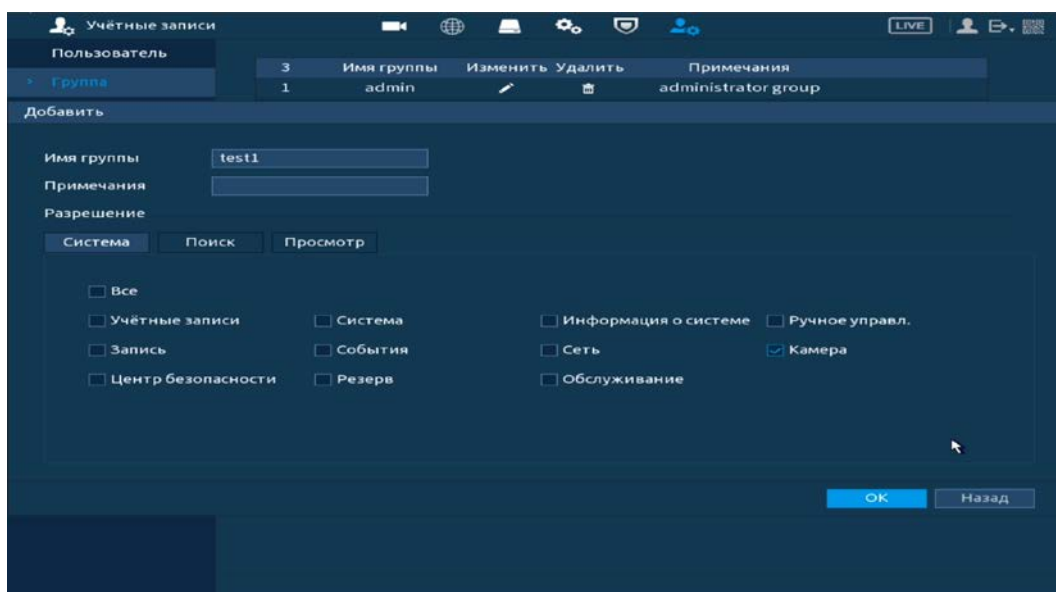 Учётные записи LIVE
Пользователь
3 Имя группы Изменить Удалить Примечания
Группа
1 admin administrator group
Добавить
Имя группы test1
Примечания
Разрешение
Система Поиск Просмотр
Все
Учётные записи Система Информация о системе Ручное управл.
Запись События Сеть Камера
Центр безопасности Резерв Обслуживание
OK Назад